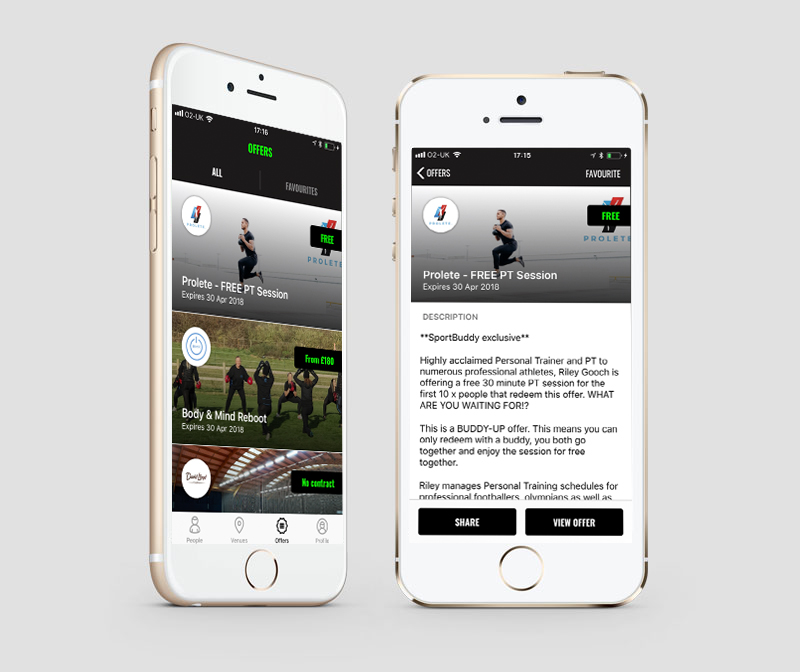 O2-UK
17:16
OFFERS
ALL
FAVOURITES
FREE
PROLETE
PROLETE
Prolete - FREE PT Session
Expires 30 Apr 2018
From £180
Body & Mind Reboot
Expires 30 Apr 2018
David Lloyd
No contract
People
Venues
Offers
Profile
O2-UK
17:15
OFFERS
FAVOURITE
PROLETE
FREE
PROLETE
Prolete - FREE PT Session
Expires 30 Apr 2018
DESCRIPTION
**SportBuddy exclusive**
Highly acclaimed Personal Trainer and PT to
numerous professional athletes, Riley Gooch is
offering a free 30 minute PT session for the
first 10 x people that redeem this offer. WHAT
ARE YOU WAITING FOR!?
This is a BUDDY-UP offer. This means you can
only redeem with a buddy, you both go
together and enjoy the session for free
together.
Riley manages Personal Training schedules for
professional footballers, olympians as well as
SHARE
VIEW OFFER